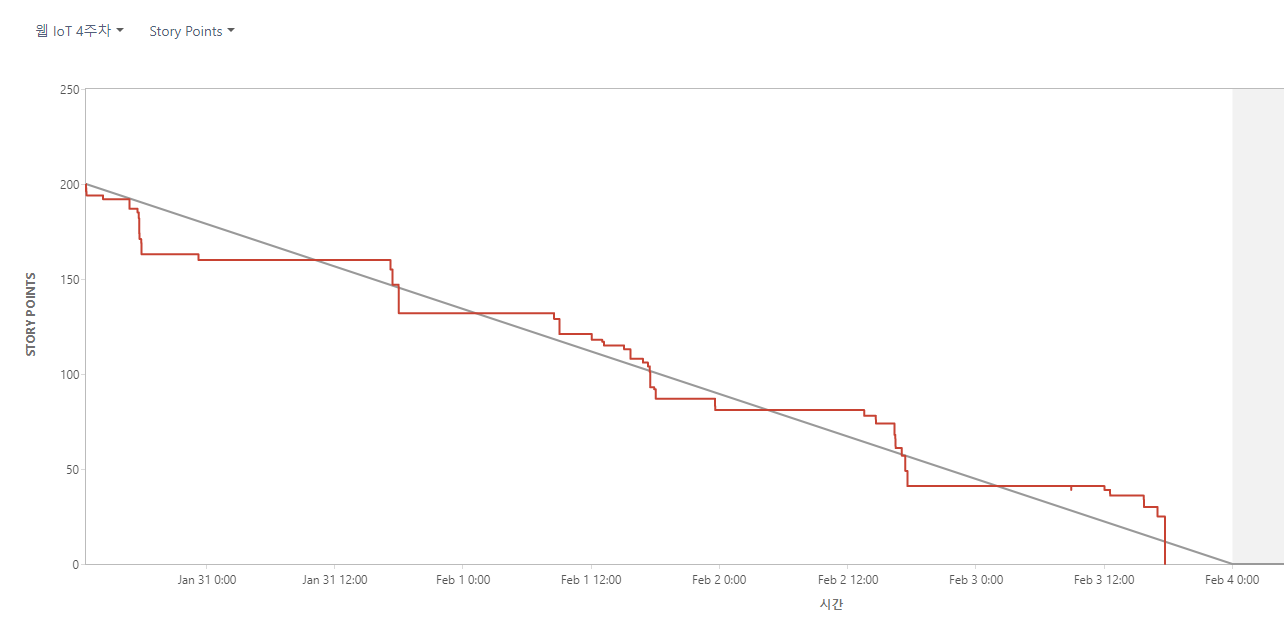 웹 IoT 4주차 Story Points
250
200
150
100
50
0
STORY POINTS
Jan 31 0:00 Jan 31 12:00 Feb 1 0:00 Feb 1 12:00 Feb 2 0:00 Feb 2 12:00 Feb 3 0:00 Feb 3 12:00 Feb 4 0:00
시간